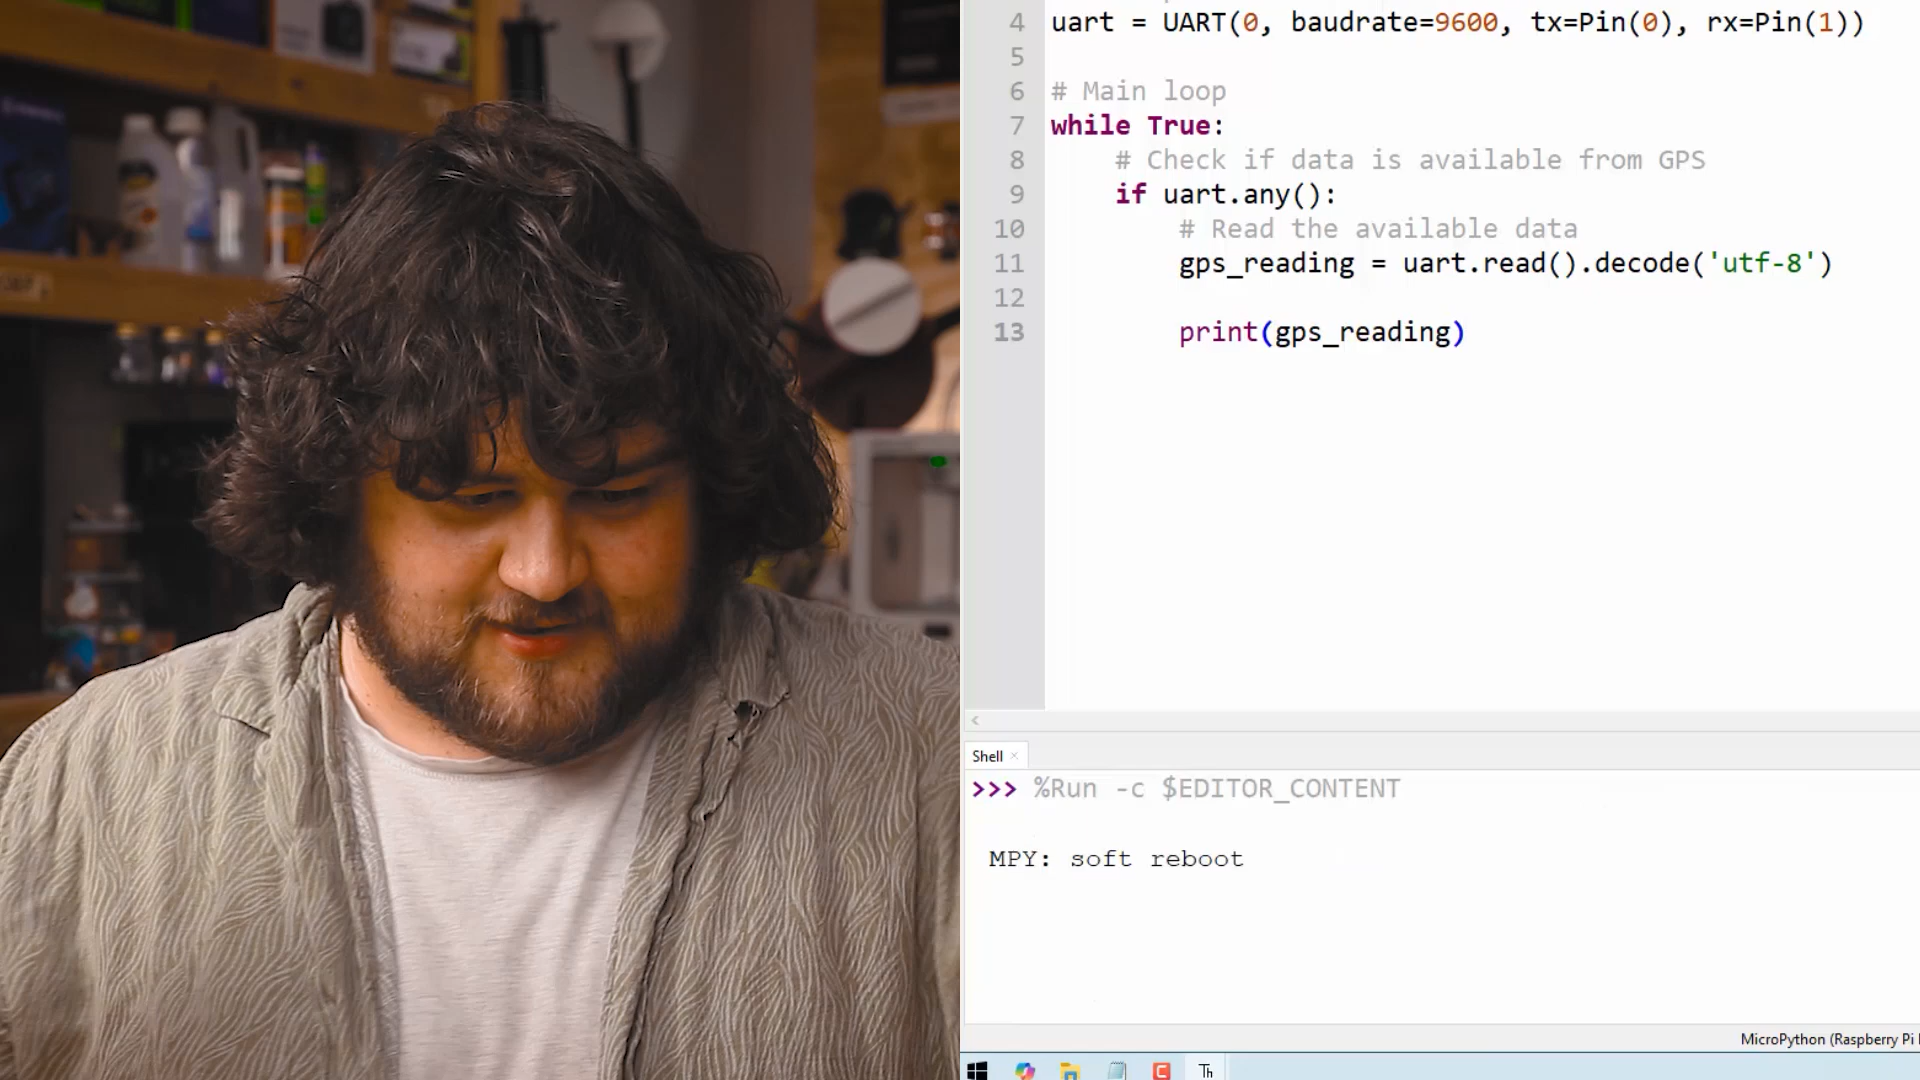 4 uart = UART(0, baudrate=9600, tx=Pin(0), rx=Pin(1))
5
6 # Main loop
7 while True:
8 # Check if data is available from GPS
9 if uart.any():
10 # Read the available data
11 gps_reading = uart.read().decode('utf-8')
12
13 print(gps_reading)
Shell
>>> %Run -c $EDITOR_CONTENT
MPY: soft reboot
MicroPython (Raspberry Pi
Th